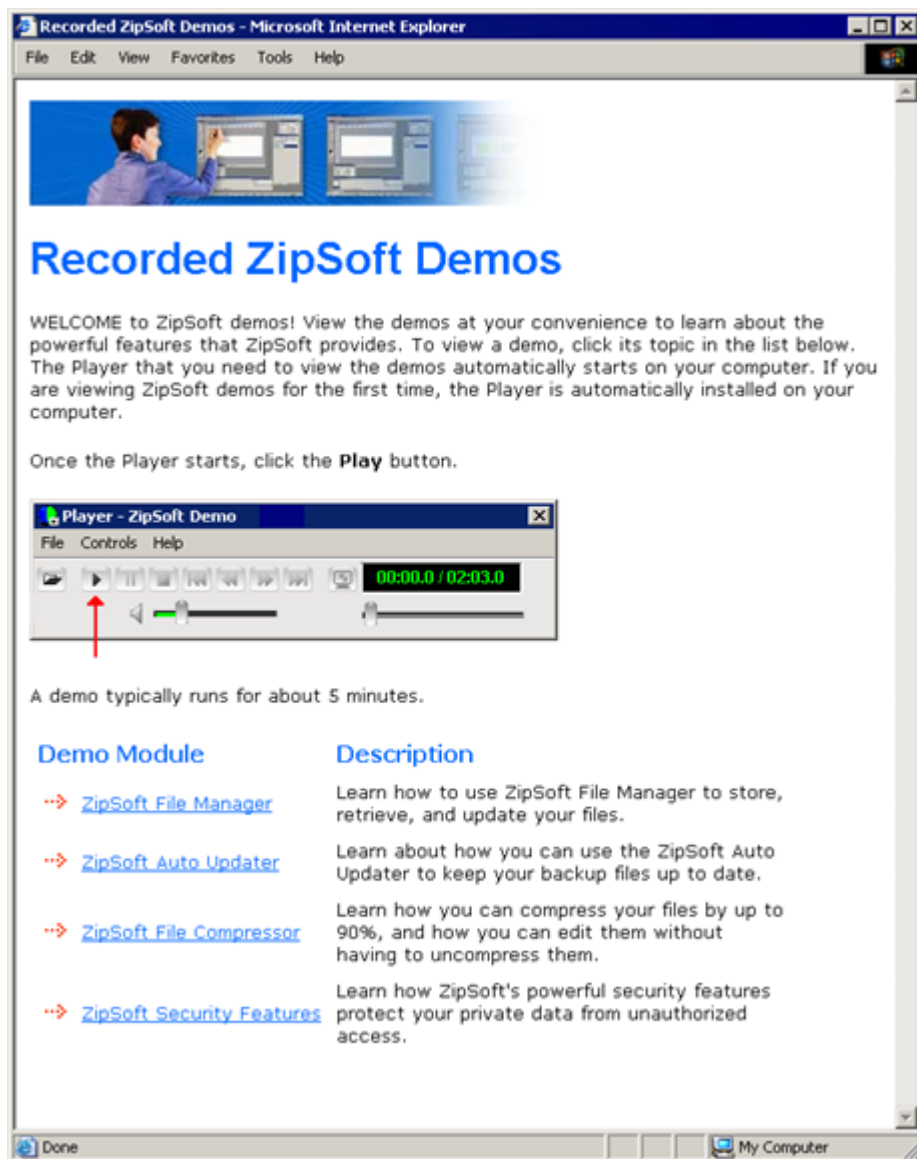 Recorded ZipSoft Demos - Microsoft Internet Explorer
File Edit View Favorites Tools Help
Recorded ZipSoft Demos
WELCOME to ZipSoft demos! View the demos at your convenience to learn about the
powerful features that ZipSoft provides. To view a demo, click its topic in the list below.
The Player that you need to view the demos automatically starts on your computer. If you
are viewing ZipSoft demos for the first time, the Player is automatically installed on your
computer.
Once the Player starts, click the Play button.
Player - ZipSoft Demo
File Controls Help
00:00.0 / 02:03.0
A demo typically runs for about 5 minutes.
Demo Module Description
ZipSoft File Manager
Learn how to use ZipSoft File Manager to store,
retrieve, and update your files.
ZipSoft Auto Updater
Learn about how you can use the ZipSoft Auto
Updater to keep your backup files up to date.
ZipSoft File Compressor
Learn how you can compress your files by up to
90%, and how you can edit them without
having to uncompress them.
ZipSoft Security Features
Learn how ZipSoft's powerful security features
protect your private data from unauthorized
access.
Done My Computer